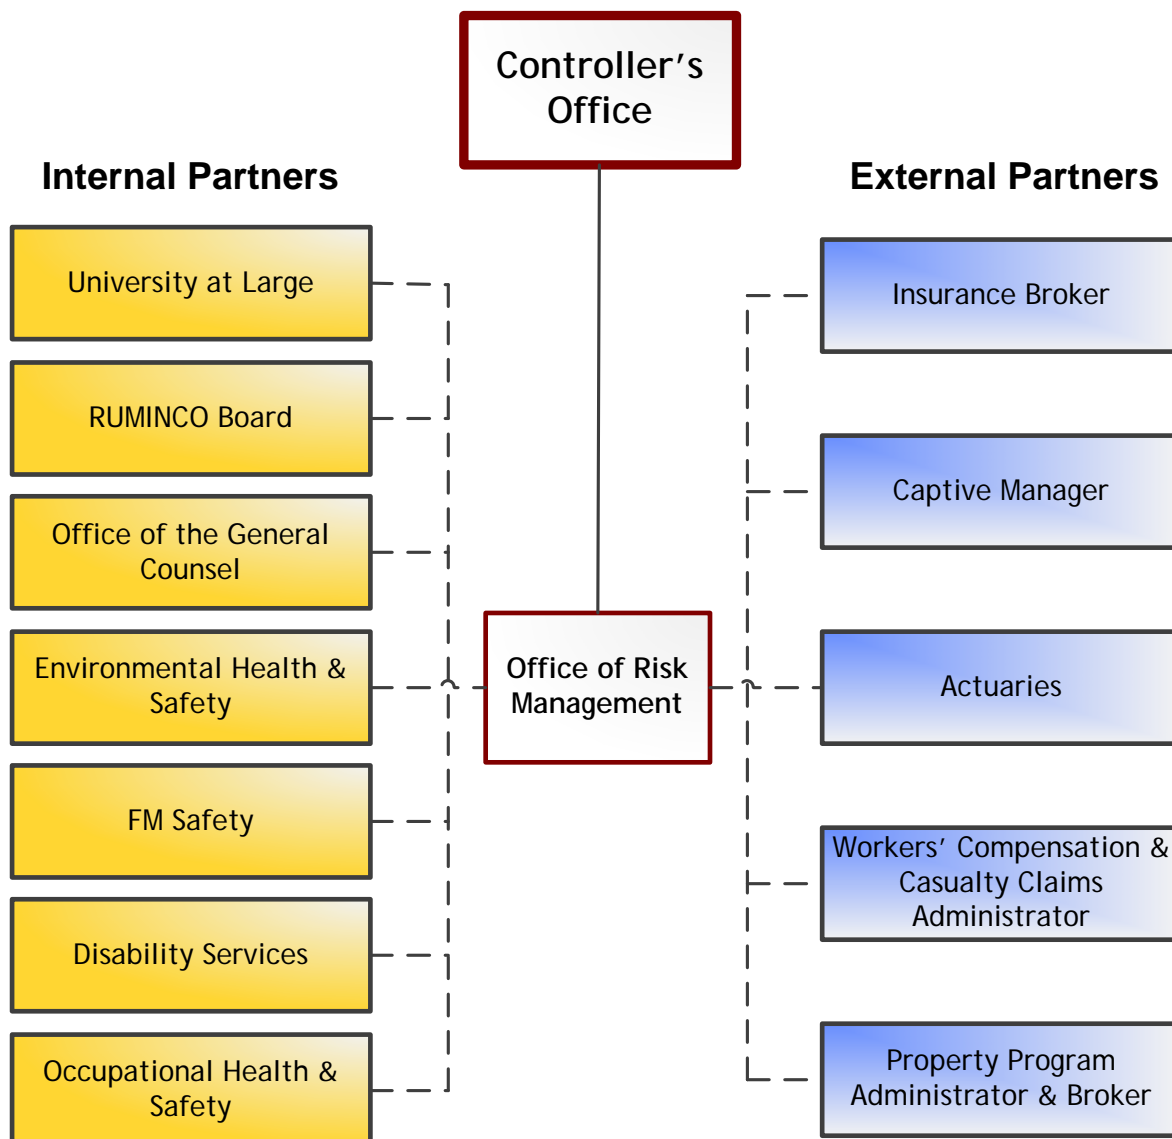 Controller's
Office
Internal Partners
External Partners
University at Large
RUMINCO Board
Office of the General
Counsel
Environmental Health &
Safety
FM Safety
Disability Services
Occupational Health &
Safety
Office of Risk
Management
Insurance Broker
Captive Manager
Actuaries
Workers' Compensation &
Casualty Claims
Administrator
Property Program
Administrator & Broker